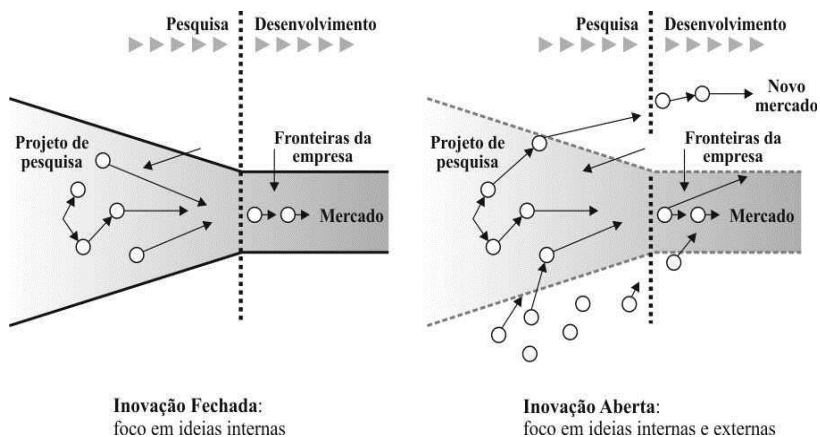 Pesquisa
Desenvolvimento
Projeto de
pesquisa
Fronteiras da
empresa
Mercado
Inovação Fechada:
foco em ideias internas
Pesquisa
Desenvolvimento
Novo
mercado
Projeto de
pesquisa
Fronteiras da
empresa
Mercado
Inovação Aberta:
foco em ideias internas e externas